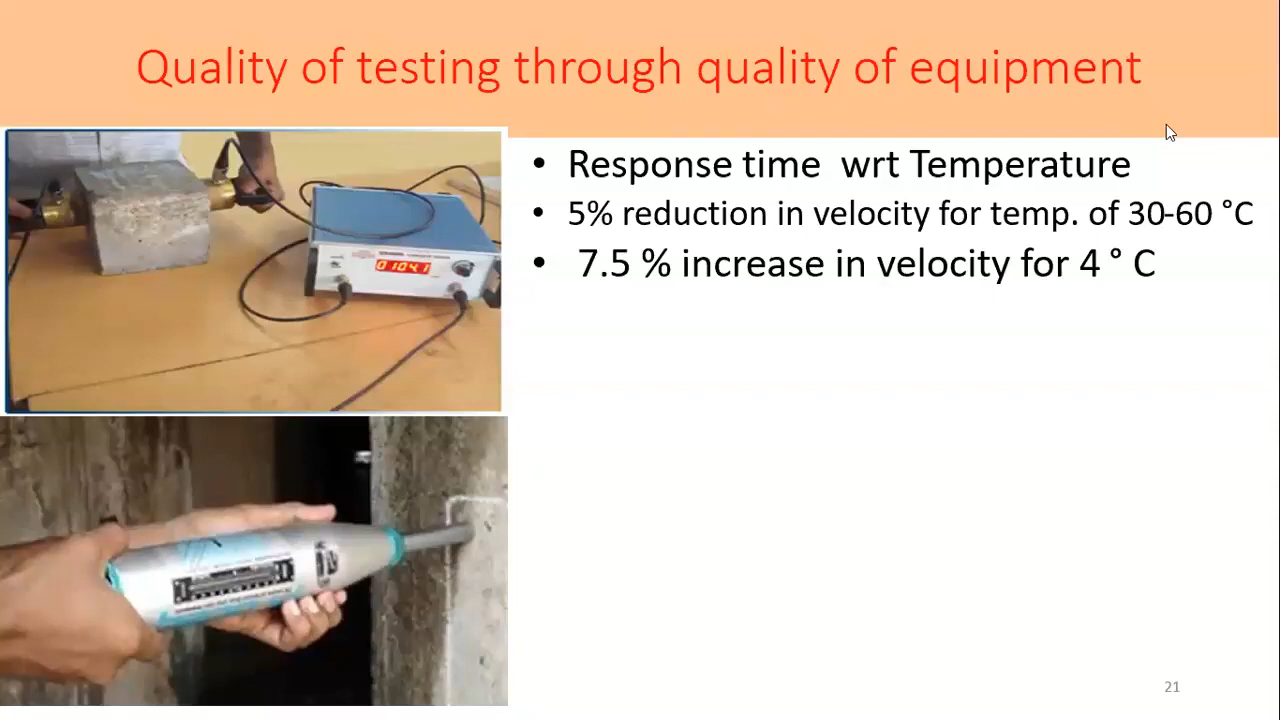 Quality of testing through quality of equipment
• Response time wrt Temperature
• 5% reduction in velocity for temp. of 30-60 °C
• 7.5 % increase in velocity for 4 ° C
01041
21